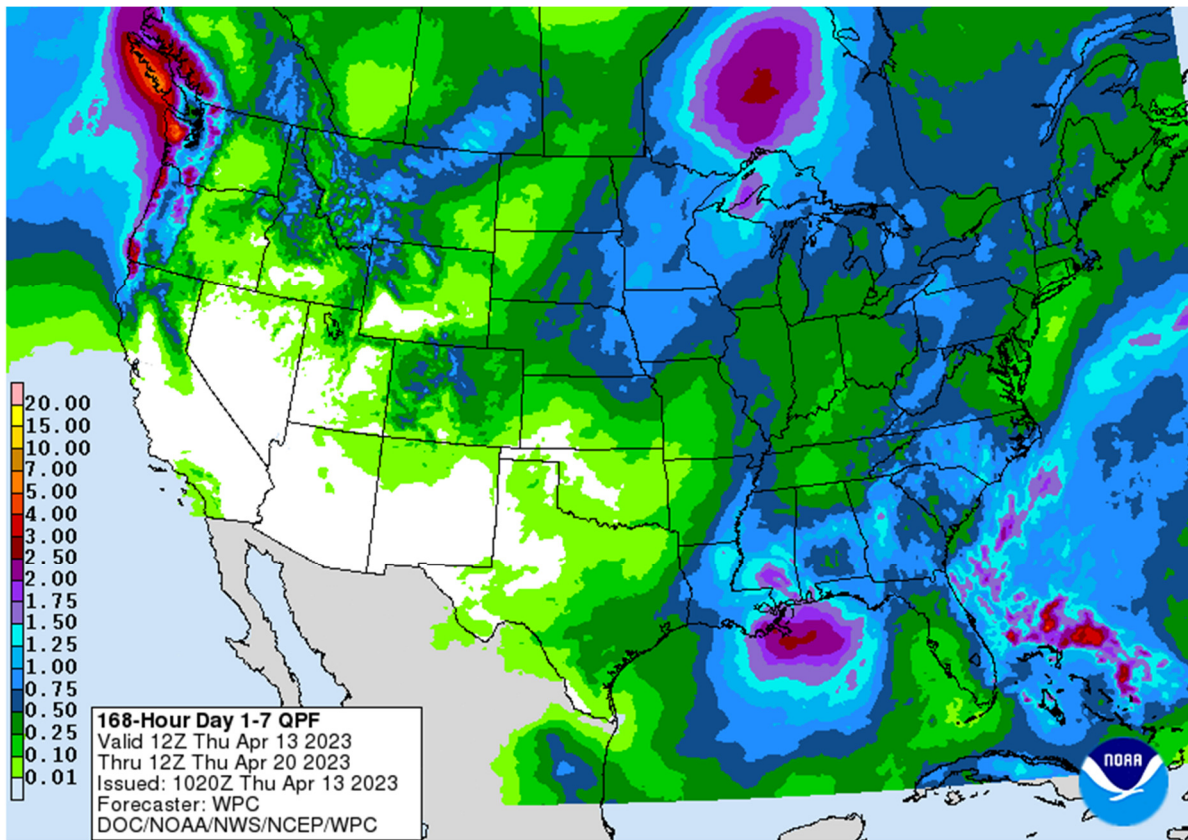 20.00
15.00
10.00
7.00
5.00
4.00
3.00
2.50
2.00
1.75
1.50
1.25
1.00
0.75
0.50
0.25
0.10
0.01
168-Hour Day 1-7 QPF
Valid 12Z Thu Apr 13 2023
Thru 12Z Thu Apr 20 2023
Issued: 1020Z Thu Apr 13 2023
Forecaster: WPC
DOC/NOAA/NWS/NCEP/WPC
NOAA